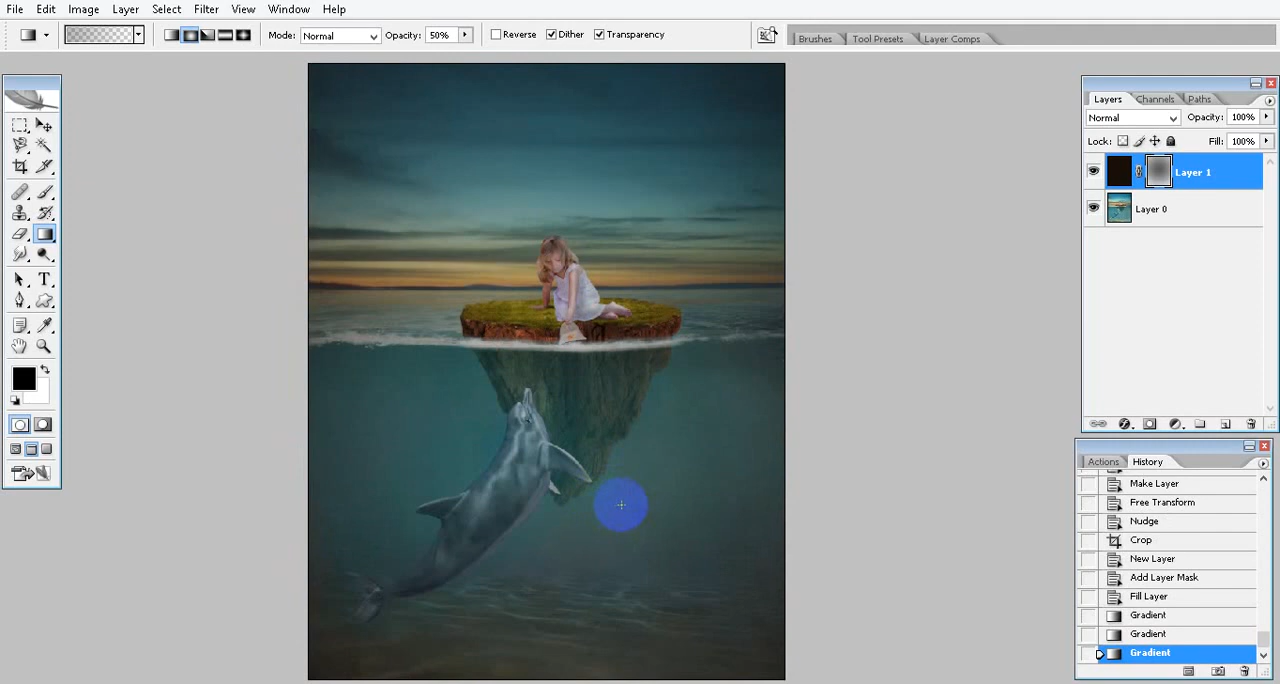 File Edit Image Layer Select Filter View Window Help
Mode: Normal Opacity: 50% Reverse Dither Transparency
Brushes Tool Presets Layer Comps
Layers Channels Paths
Normal Opacity: 100%
Lock: Fill: 100%
Layer 1
Layer 0
T
Actions History
Make Layer
Free Transform
Nudge
Crop
New Layer
Add Layer Mask
Fill Layer
Gradient
Gradient
Gradient